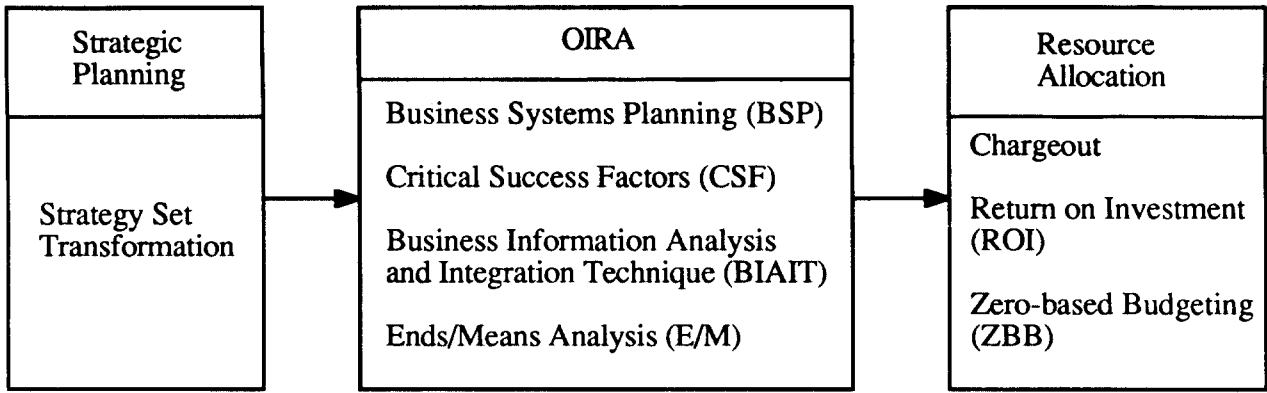 Strategic
Planning
Strategy Set
Transformation
OIRA
Business Systems Planning (BSP)
Critical Success Factors (CSF)
Business Information Analysis
and Integration Technique (BIAIT)
Ends/Means Analysis (E/M)
Resource
Allocation
Chargeout
Return on Investment
(ROI)
Zero-based Budgeting
(ZBB)